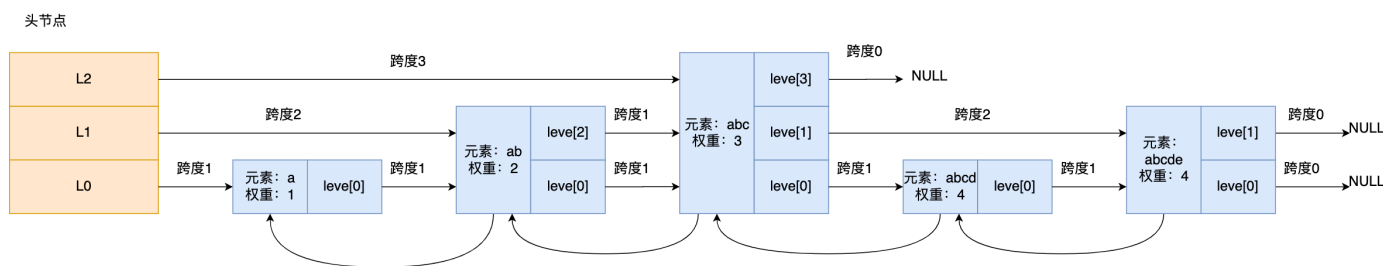 头节点
L2
跨度3
leve[3]
跨度0
NULL
L1
跨度2
元素：ab
权重：2
leve[2]
跨度1
元素：abc
权重：3
leve[1]
跨度2
元素：
abcde
权重：4
leve[1]
跨度0
NULL
L0
跨度1
元素：a
权重：1
leve[0]
跨度1
leve[0]
跨度1
leve[0]
跨度1
元素：abcd
权重：4
leve[0]
跨度1
leve[0]
跨度0
NULL